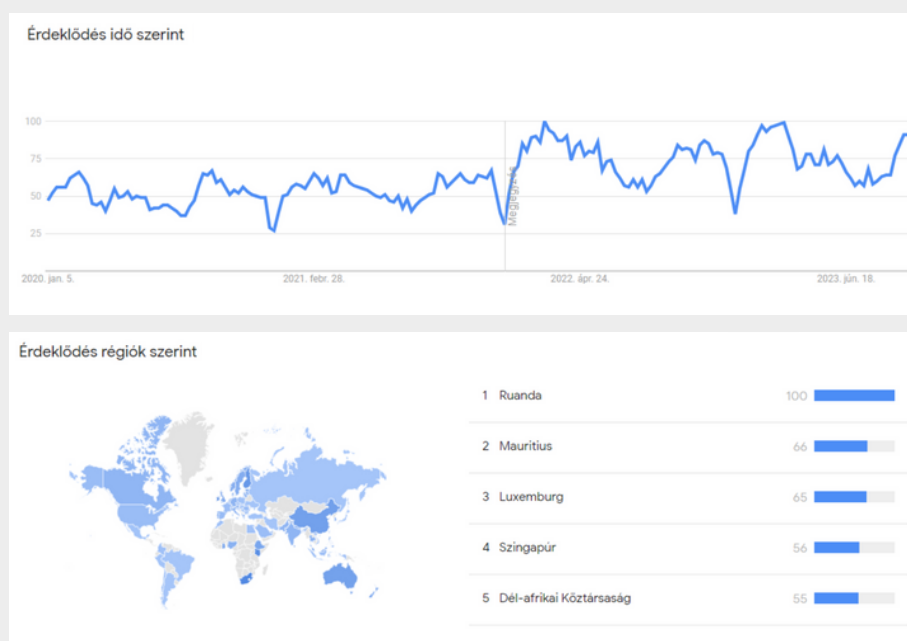 Érdeklődés idő szerint
100
75
50
25
Megjegyzés
2020. jan. 5.
2021. febr. 28.
2022. ápr. 24.
2023. jún. 18.
Érdeklődés régiók szerint
1 Ruanda 100
2 Mauritius 66
3 Luxemburg 65
4 Szingapúr 56
5 Dél-afrikai Köztársaság 55